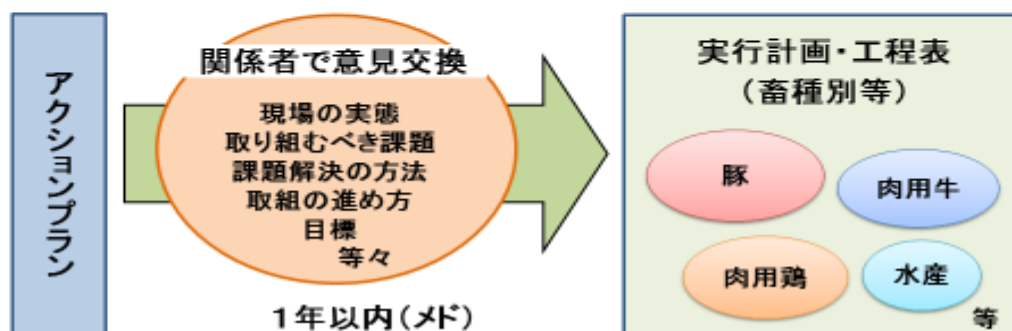 アクションプラン
関係者で意見交換
現場の実態
取り組むべき課題
課題解決の方法
取組の進め方
目標
等々
1年以内(メド)
実行計画・工程表
(畜種別等)
豚
肉用牛
肉用鶏
水産
等